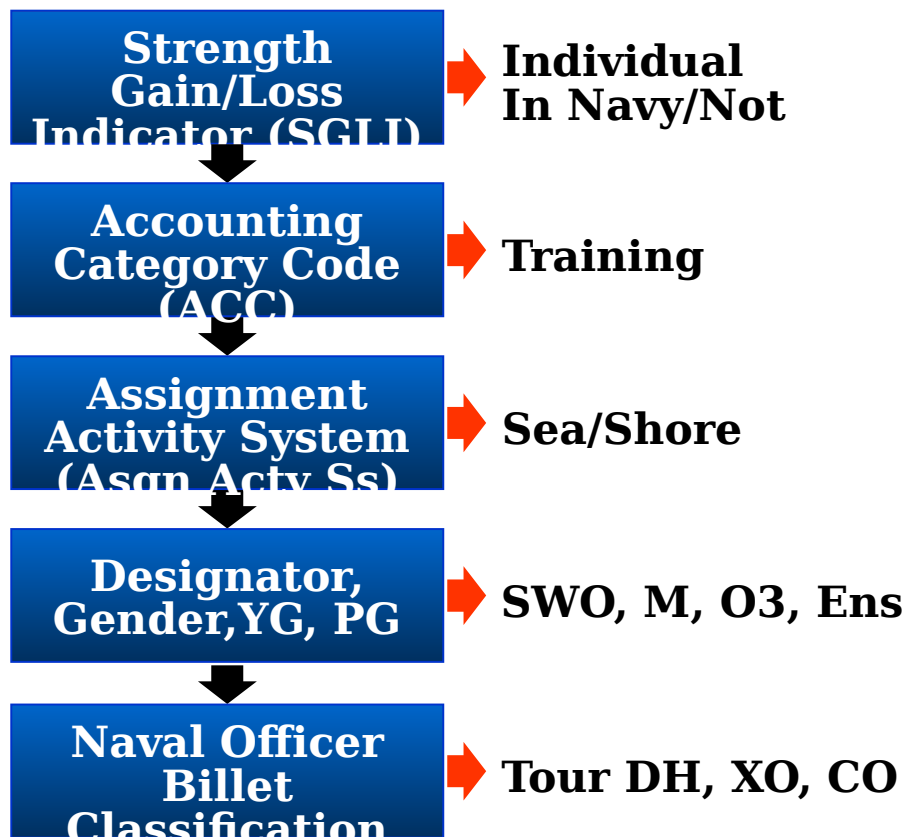 Strength
Gain/Loss
Indicator (SGLI)
Individual
In Navy/Not
Accounting
Category Code
(ACC)
Training
Assignment
Activity System
(Asgn Actv Ss)
Sea/Shore
Designator,
Gender,YG, PG
SWO, M, O3, Ens
Naval Officer
Billet
Classification
Tour DH, XO, CO